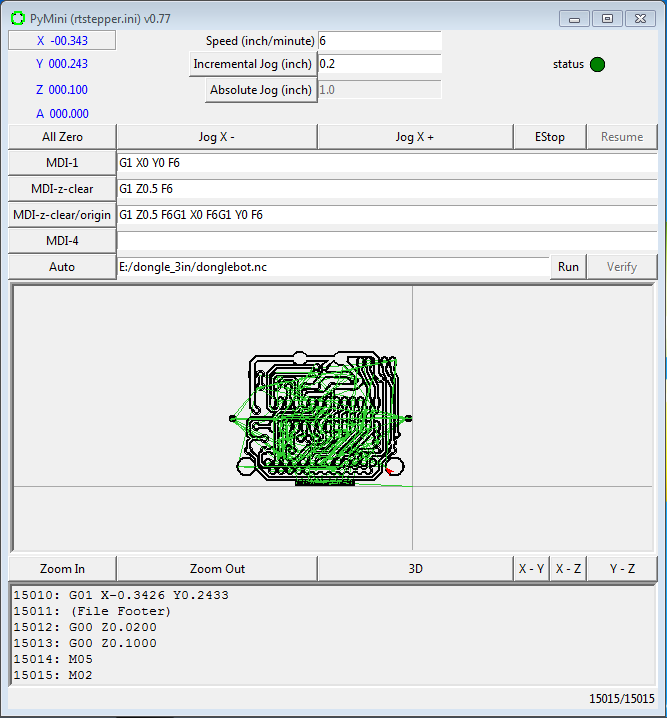 PyMini (rtstepper.ini) v0.77
X -00.343 Speed (inch/minute) 6
Y 000.243 Incremental Jog (inch) 0.2 status
Z 000.100 Absolute Jog (inch) 1.0
A 000.000
All Zero Jog X - Jog X + EStop Resume
MDI-1 G1 X0 Y0 F6
MDI-z-clear G1 Z0.5 F6
MDI-z-clear/origin G1 Z0.5 F6G1 X0 F6G1 Y0 F6
MDI-4
Auto E:/dongle_3in/donglebot.nc Run Verify
Zoom In Zoom Out 3D X - Y X - Z Y - Z
15010: G01 X-0.3426 Y0.2433
15011: (File Footer)
15012: G00 Z0.0200
15013: G00 Z0.1000
15014: M05
15015: M02
15015/15015